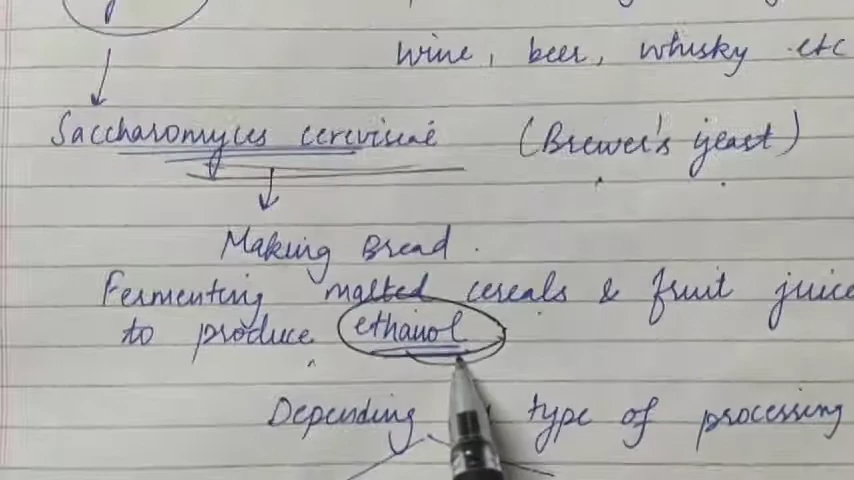 wine, beer, whisky etc
Saccharomyces cerevisiae (Brewer's yeast)
Making Bread.
Fermenting malted cereals & fruit juice
to produce ethanol
Depending type of processing